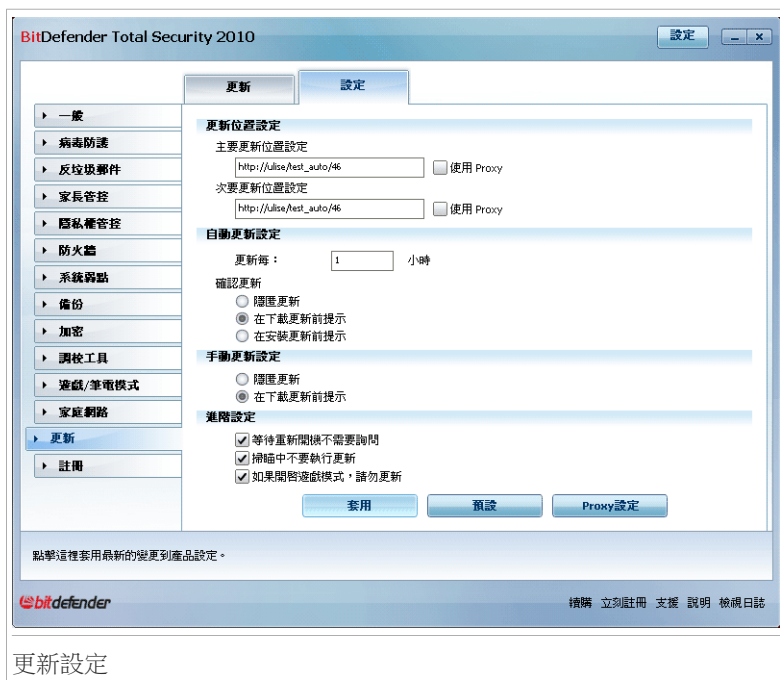 BitDefender Total Security 2010
設定
更新
設定
一般
病毒防護
反垃圾郵件
家長管控
隱私權管控
防火牆
系統弱點
備份
加密
調校工具
遊戲/筆電模式
家庭網路
更新
註冊
更新位置設定
主要更新位置設定
http://ulise/test_auto/46
使用 Proxy
次要更新位置設定
http://ulise/test_auto/46
使用 Proxy
自動更新設定
更新每： 1 小時
確認更新
隱匿更新
在下載更新前提示
在安裝更新前提示
手動更新設定
隱匿更新
在下載更新前提示
進階設定
等待重新開機不需要詢問
掃瞄中不要執行更新
如果開啓遊戲模式，請勿更新
套用 預設 Proxy設定
點擊這裡套用最新的變更到產品設定。
bitdefender
續購 立刻註冊 支援 說明 檢視日誌
更新設定